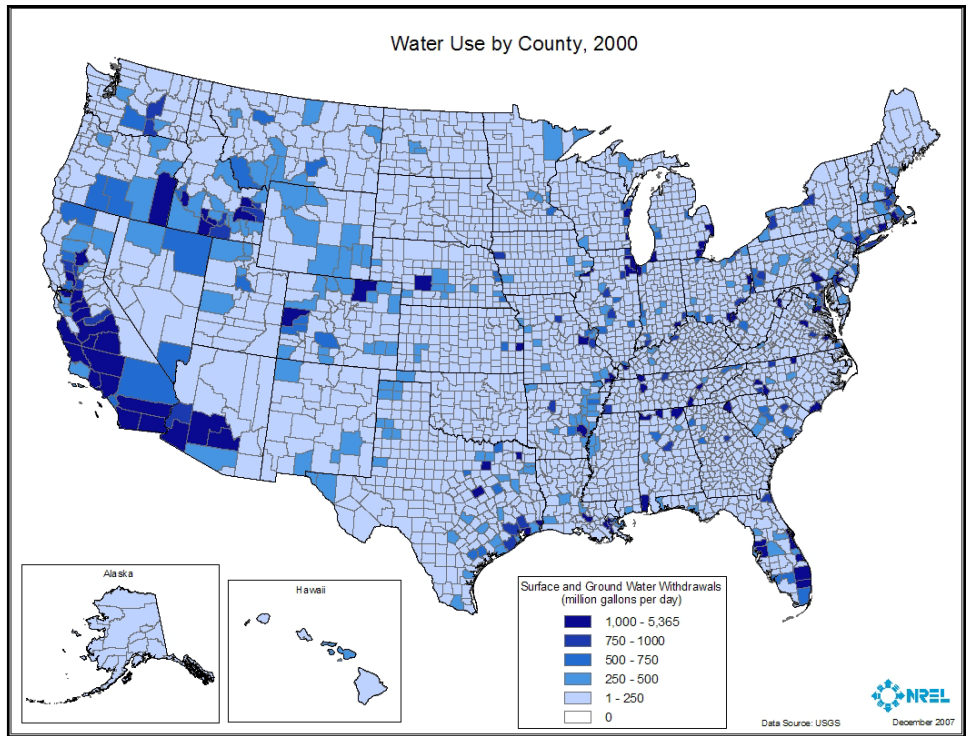 Water Use by County, 2000
Alaska
Hawaii
Surface and Ground Water Withdrawals
(million gallons per day)
1,000 - 5,365
750 - 1000
500 - 750
250 - 500
1 - 250
0
NREL
Data Source: USGS
December 2007